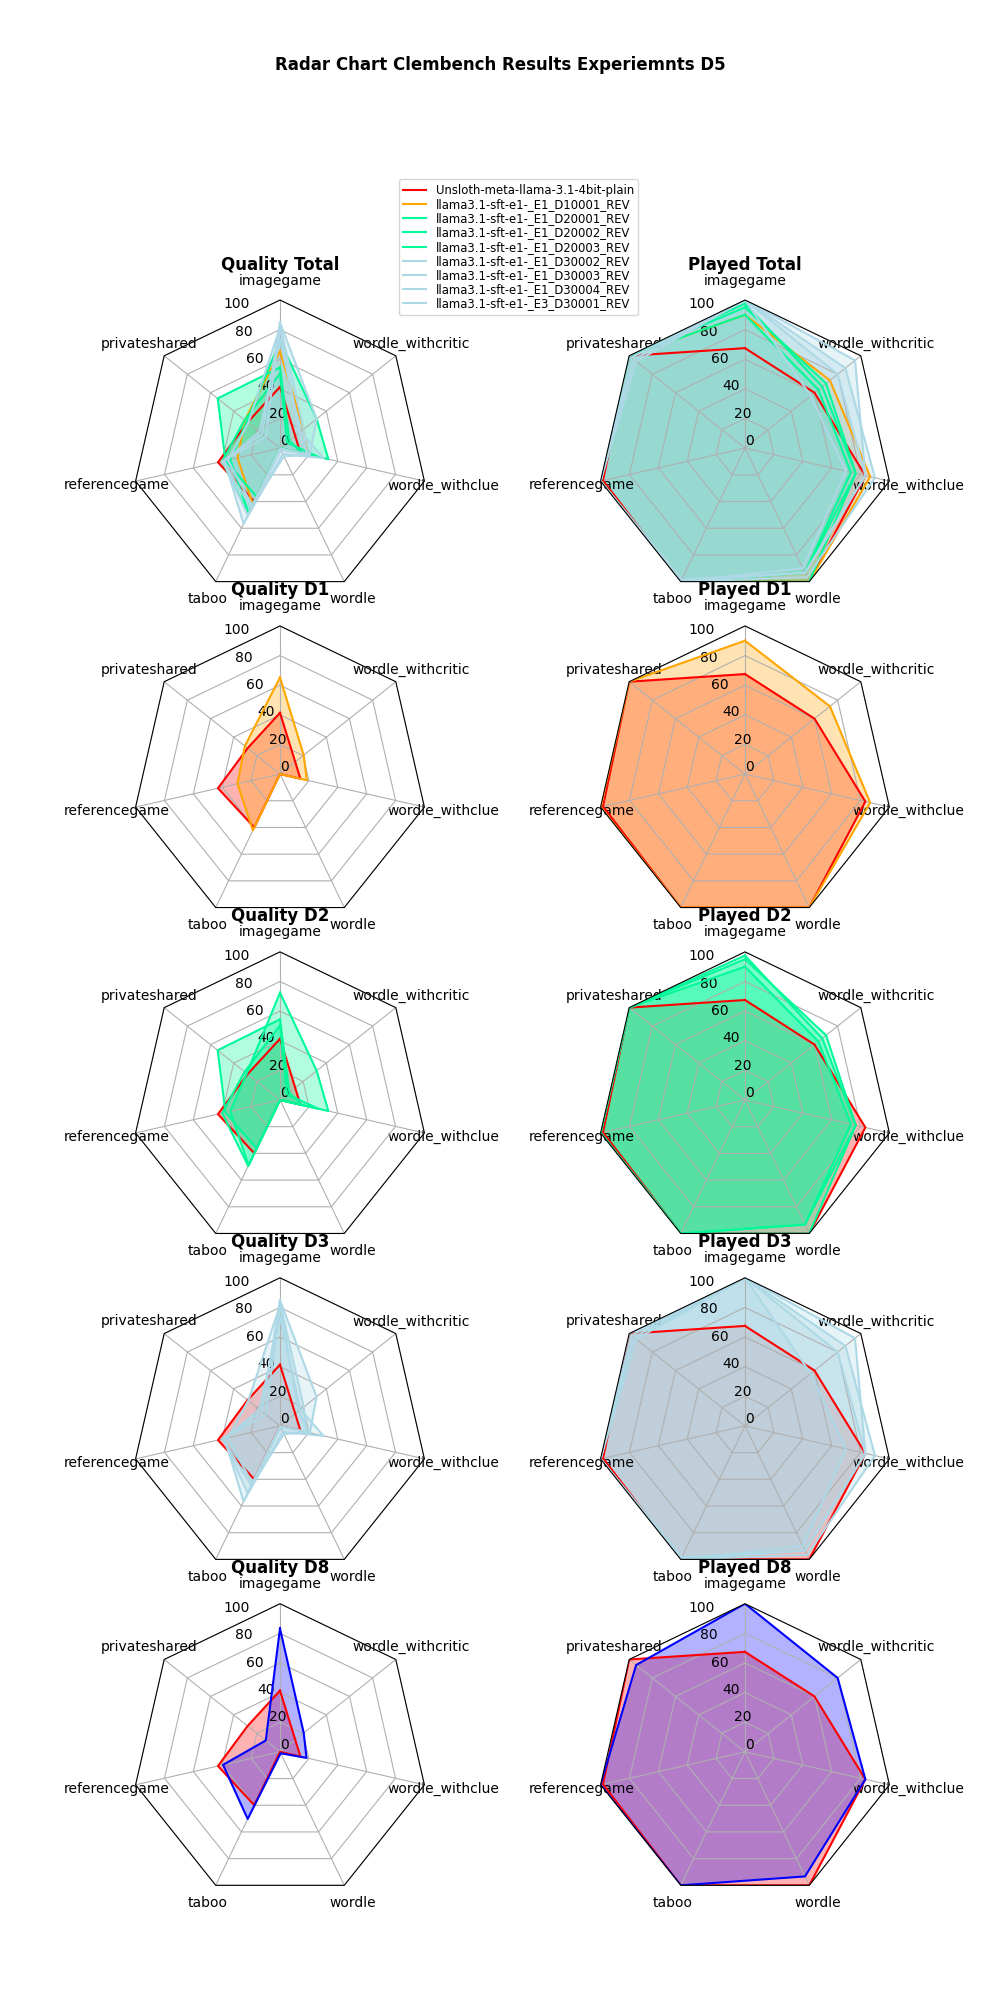 Radar Chart Clembench Results Experiemnts D5
Unsloth-meta-llama-3.1-4bit-plain
llama3.1-sft-e1-_E1_D10001_REV
llama3.1-sft-e1-_E1_D20001_REV
llama3.1-sft-e1-_E1_D20002_REV
llama3.1-sft-e1-_E1_D20003_REV
llama3.1-sft-e1-_E1_D30002_REV
llama3.1-sft-e1-_E1_D30003_REV
llama3.1-sft-e1-_E1_D30004_REV
llama3.1-sft-e1-_E3_D30001_REV
Quality Total
imagegame
100
privateshared
wordle_withcritic
80
60
40
20
0
referencegame
wordle_withclue
taboo
wordle
Played Total
imagegame
100
privateshared
wordle_withcritic
80
60
40
20
0
referencegame
wordle_withclue
taboo
wordle
Quality D1
imagegame
100
privateshared
wordle_withcritic
80
60
40
20
0
referencegame
wordle_withclue
taboo
wordle
Played D1
imagegame
100
privateshared
wordle_withcritic
80
60
40
20
0
referencegame
wordle_withclue
taboo
wordle
Quality D2
imagegame
100
privateshared
wordle_withcritic
80
60
40
20
0
referencegame
wordle_withclue
taboo
wordle
Played D2
imagegame
100
privateshared
wordle_withcritic
80
60
40
20
0
referencegame
wordle_withclue
taboo
wordle
Quality D3
imagegame
100
privateshared
wordle_withcritic
80
60
40
20
0
referencegame
wordle_withclue
taboo
wordle
Played D3
imagegame
100
privateshared
wordle_withcritic
80
60
40
20
0
referencegame
wordle_withclue
taboo
wordle
Quality D8
imagegame
100
privateshared
wordle_withcritic
80
60
40
20
0
referencegame
wordle_withclue
taboo
wordle
Played D8
imagegame
100
privateshared
wordle_withcritic
80
60
40
20
0
referencegame
wordle_withclue
taboo
wordle